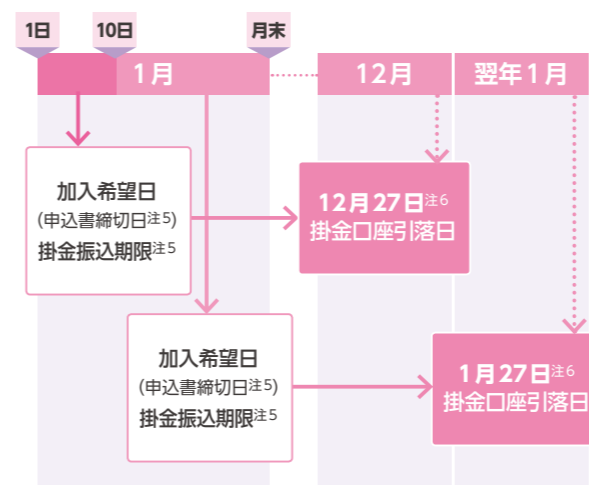 1日
10日
月末
1月
12月
翌年1月
加入希望日
(申込書締切日注5)
掛金振込期限注5
12月27日注6
掛金口座引落日
加入希望日
(申込書締切日注5)
掛金振込期限注5
1月27日注6
掛金口座引落日